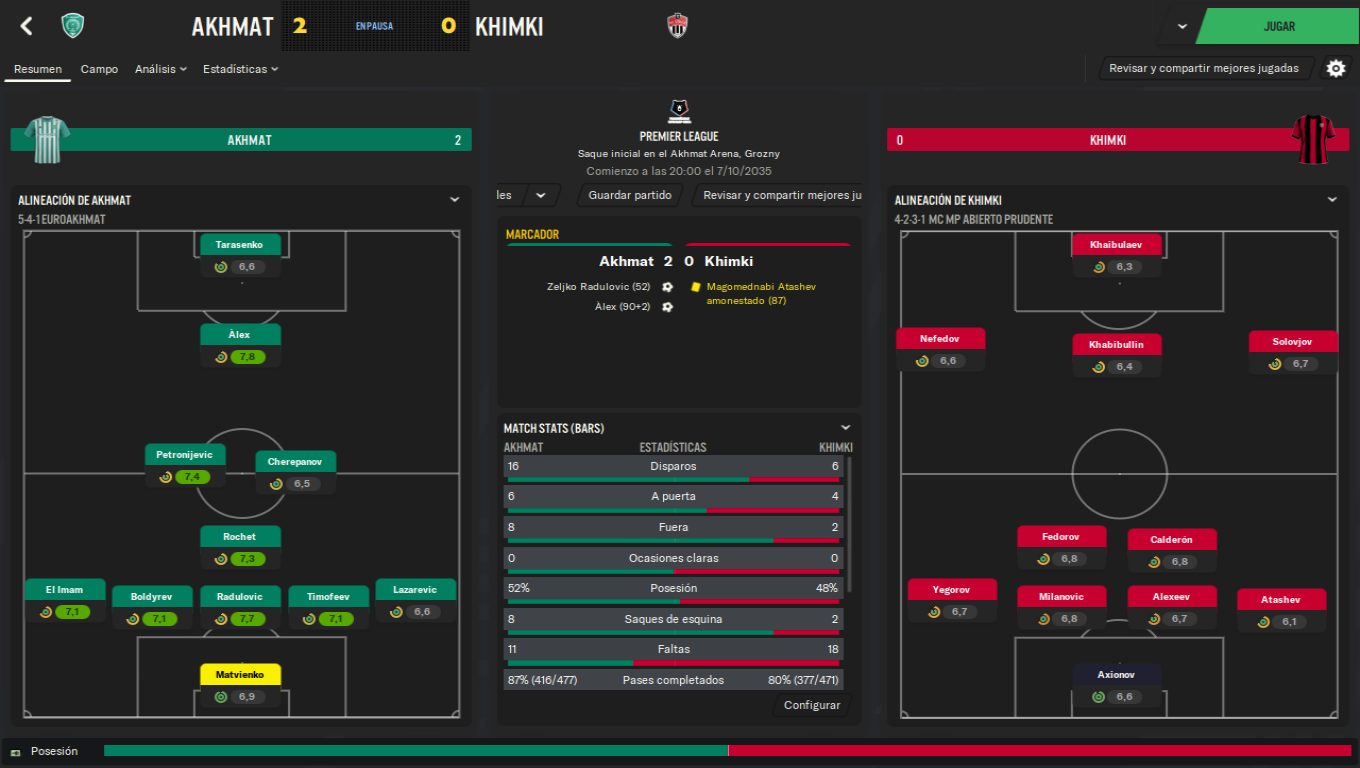 AKHMAT
2
EN PAUSA
0
KHIMKI
JUGAR
Resumen
Campo
Análisis
Estadísticas
Revisar y compartir mejores jugadas
AKHMAT
2
PREMIER LEAGUE
Saque inicial en el Akhmat Arena, Grozny
Comienzo a las 20:00 el 7/10/2035
les
Guardar partido
Revisar y compartir mejores ju
0
KHIMKI
ALINEACIÓN DE AKHMAT
5-4-1 EUROAKHMAT
Tarasenko
6,6
Àlex
7,8
Petronijevic
7,4
Cherepanov
6,5
Rochet
7,3
El Imam
7,1
Boldyrev
7,1
Radulovic
7,7
Timofeev
7,1
Lazarevic
6,6
Matvienko
6,9
MARCADOR
Akhmat 2 0 Khimki
Zeljko Radulovic (52)
Àlex (90+2)
Magomednabi Atashev
amonestado (87)
MATCH STATS (BARS)
AKHMAT ESTADÍSTICAS KHIMKI
16 Disparos 6
6 A puerta 4
8 Fuera 2
0 Ocasiones claras 0
52% Posesión 48%
8 Saques de esquina 2
11 Faltas 18
87% (416/477) Pases completados 80% (377/471)
Configurar
ALINEACIÓN DE KHIMKI
4-2-3-1 MC MP ABIERTO PRUDENTE
Khaibulaev
6,3
Nefedov
6,6
Khabibullin
6,4
Solovjov
6,7
Fedorov
6,8
Calderón
6,8
Yegorov
6,7
Milanovic
6,8
Alexeev
6,7
Atashev
6,1
Axionov
6,6
Posesión